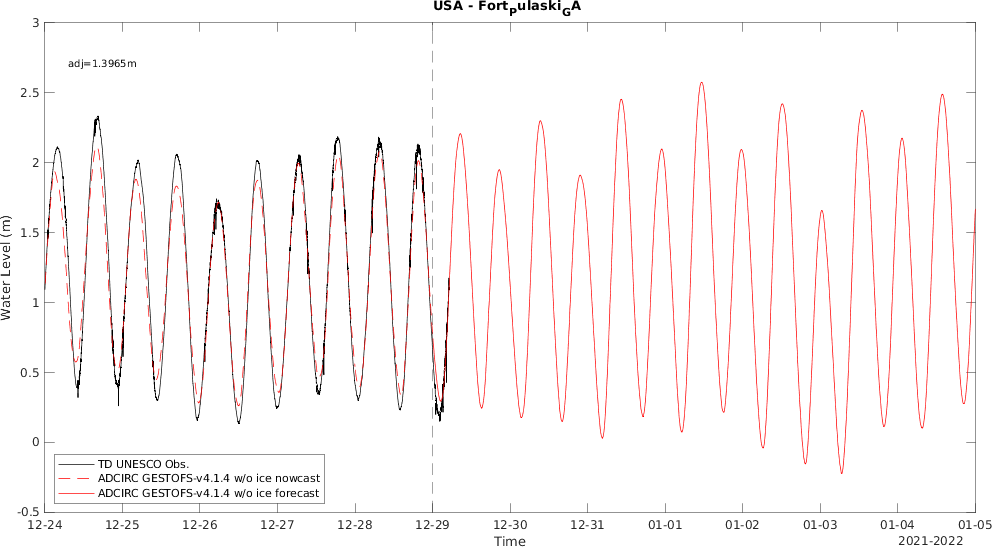 USA - Fort_Pulaski_GA
3
2.5
2
1.5
1
0.5
0
-0.5
Water Level (m)
adj=1.3965m
TD UNESCO Obs.
ADCIRC GESTOFS-v4.1.4 w/o ice nowcast
ADCIRC GESTOFS-v4.1.4 w/o ice forecast
12-24 12-25 12-26 12-27 12-28 12-29 12-30 12-31 01-01 01-02 01-03 01-04 01-05
Time
2021-2022